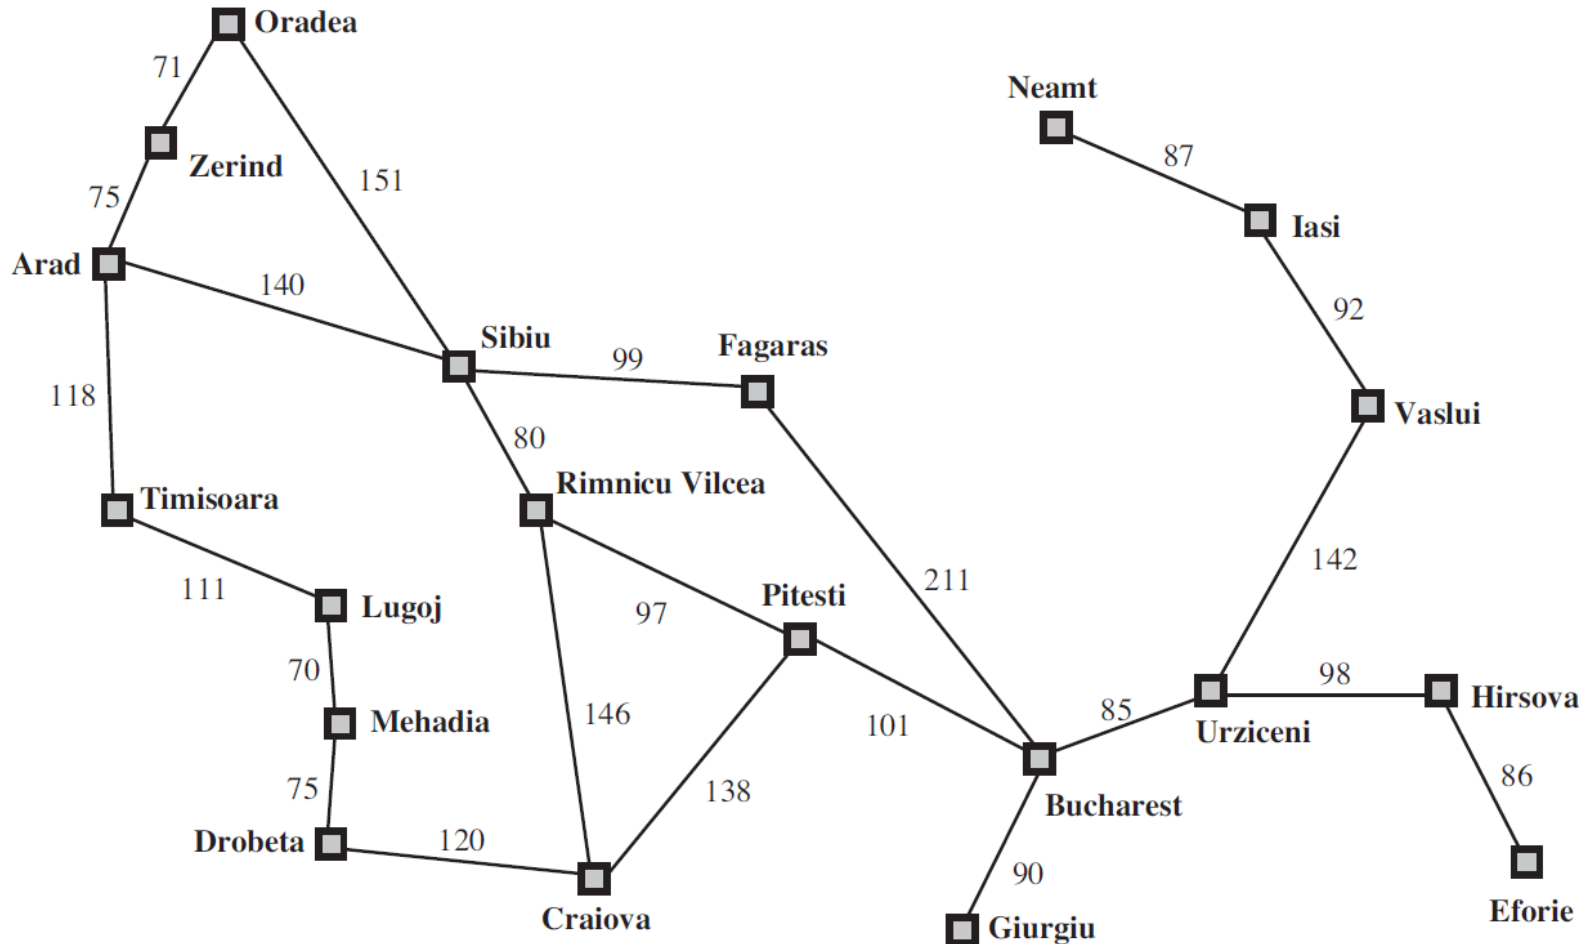 Oradea
71
Neamt
87
Zerind
151
75
Iasi
Arad
140
92
Sibiu
99
Fagaras
118
Vaslui
80
Rimnicu Vilcea
Timisoara
142
211
111
Pitesti
Lugoj
97
70
98
Hirsova
146
85
Mehadia
101
Urziceni
86
75
138
Bucharest
Drobeta
120
90
Eforie
Craiova
Giurgiu